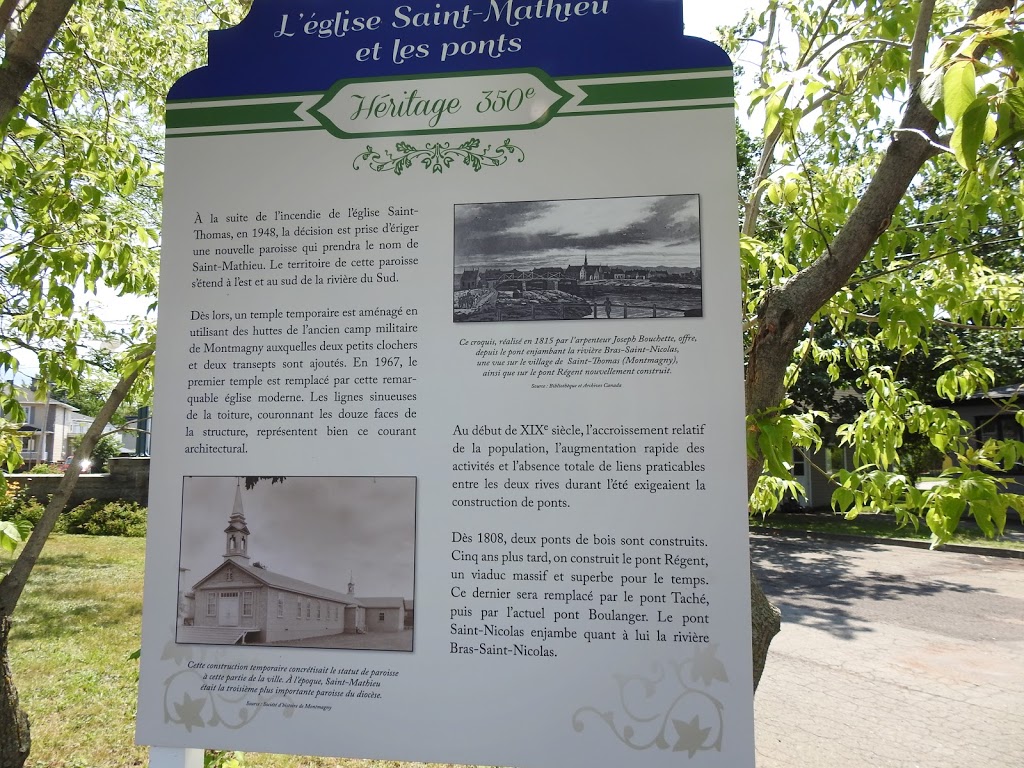 L'église Saint-Mathieu
et les ponts
Héritage 350e
À la suite de l'incendie de l'église Saint-
Thomas, en 1948, la décision est prise d'ériger
une nouvelle paroisse qui prendra le nom de
Saint-Mathieu. Le territoire de cette paroisse
s'étend à l'est et au sud de la rivière du Sud.
Dès lors, un temple temporaire est aménagé en
utilisant des huttes de l'ancien camp militaire
de Montmagny auxquelles deux petits clochers
et deux transepts sont ajoutés. En 1967, le
premier temple est remplacé par cette remar-
quable église moderne. Les lignes sinueuses
de la toiture, couronnant les douze faces de
la structure, représentent bien ce courant
architectural.
Cette construction temporaire concrétisait le statut de paroisse
à cette partie de la ville. À l'époque, Saint-Mathieu
était la troisième plus importante paroisse du diocèse.
Source : Société d'histoire de Montmagny
Ce croquis, réalisé en 1815 par l'arpenteur Joseph Bouchette, offre,
depuis le pont enjambant la rivière Bras-Saint-Nicolas,
une vue sur le village de Saint-Thomas (Montmagny),
ainsi que sur le pont Régent nouvellement construit.
Source : Bibliothèque et Archives Canada
Au début de XIXe siècle, l'accroissement relatif
de la population, l'augmentation rapide des
activités et l'absence totale de liens praticables
entre les deux rives durant l'été exigeaient la
construction de ponts.
Dès 1808, deux ponts de bois sont construits.
Cinq ans plus tard, on construit le pont Régent,
un viaduc massif et superbe pour le temps.
Ce dernier sera remplacé par le pont Taché,
puis par l'actuel pont Boulanger. Le pont
Saint-Nicolas enjambe quant à lui la rivière
Bras-Saint-Nicolas.